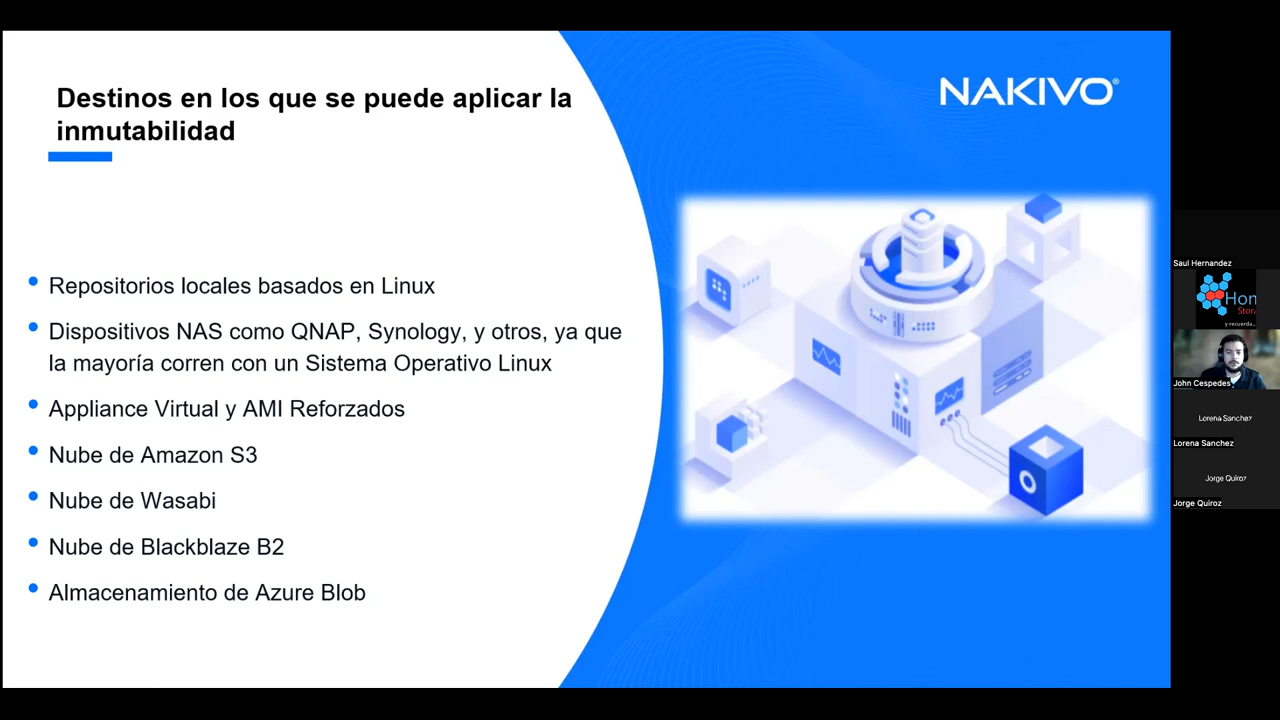 Destinos en los que se puede aplicar la
inmutabilidad
NAKIVO®
Repositorios locales basados en Linux
Dispositivos NAS como QNAP, Synology, y otros, ya que
la mayoría corren con un Sistema Operativo Linux
Appliance Virtual y AMI Reforzados
Nube de Amazon S3
Nube de Wasabi
Nube de Blackblaze B2
Almacenamiento de Azure Blob
Saul Hernandez
Hon
Stora
y recuerda...
John Cespedes
Lorena Sanchez
Lorena Sanchez
Jorge Quiroz
Jorge Quiroz